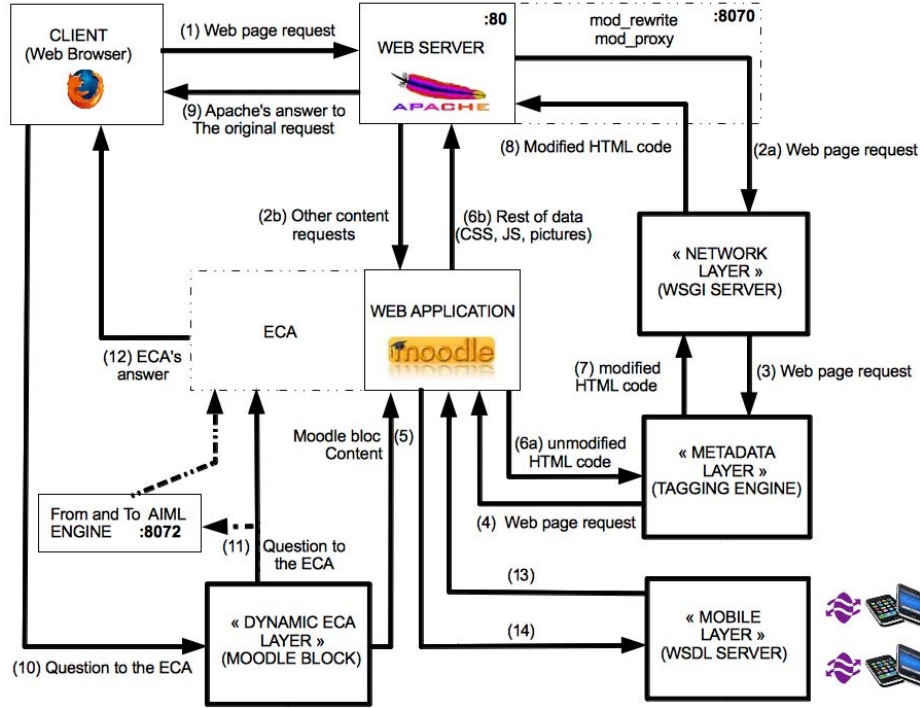 CLIENT
(Web Browser)
(1) Web page request
:80
WEB SERVER
APACHE
mod_rewrite
mod_proxy
:8070
(9) Apache's answer to
The original request
(8) Modified HTML code
(2a) Web page request
(2b) Other content
requests
(6b) Rest of data
(CSS, JS, pictures)
« NETWORK
LAYER »
(WSGI SERVER)
ECA
WEB APPLICATION
moodle
(12) ECA's
answer
(7) modified
HTML code
(3) Web page request
Moodle bloc
Content
(5)
(6a) unmodified
HTML code
« METADATA
LAYER »
(TAGGING ENGINE)
(4) Web page request
From and To AIML
ENGINE :8072
(11) Question to
the ECA
(13)
(14)
« DYNAMIC ECA
LAYER »
(MOODLE BLOCK)
« MOBILE
LAYER »
(WSDL SERVER)
(10) Question to the ECA